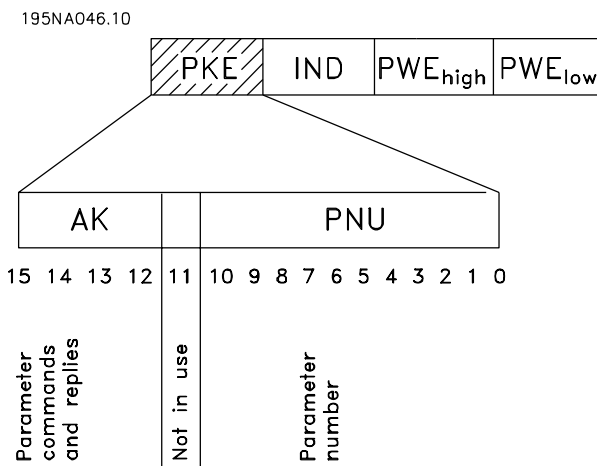 195NA046.10
PKE IND PWEhigh PWElow
AK PNU
15 14 13 12 11 10 9 8 7 6 5 4 3 2 1 0
Parameter
commands
and replies
Not in use
Parameter
number